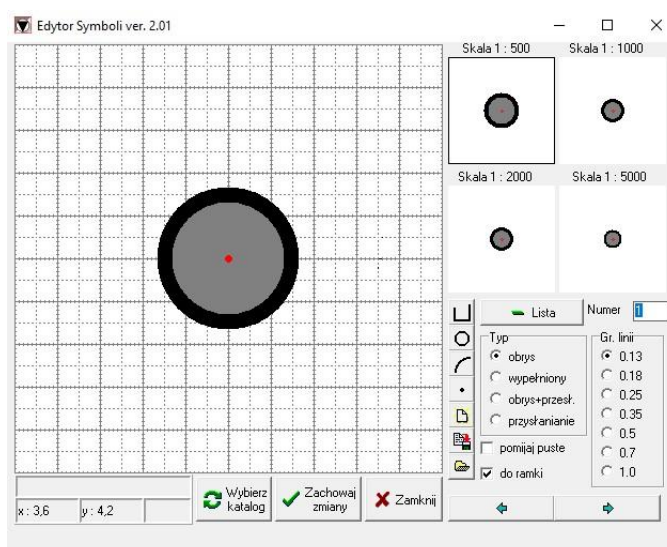 Edytor Symboli ver. 2.01
Skala 1 : 500
Skala 1 : 1000
Skala 1 : 2000
Skala 1 : 5000
Lista
Numer 1
Typ
obrys
wypełniony
obrys+przesł.
przysłanianie
Gr. linii
0.13
0.18
0.25
0.35
0.5
0.7
1.0
pomijaj puste
do ramki
x : 3,6
y : 4,2
Wybierz
katalog
Zachowaj
zmiany
Zamknij